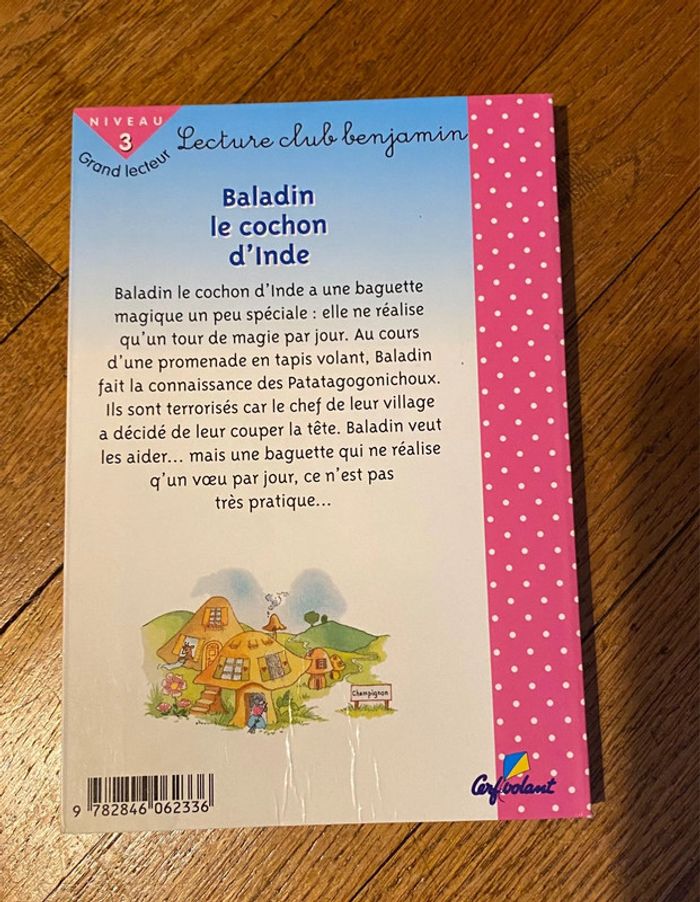 NIVEAU
3
Grand lecteur
Lecture club benjamin
Baladin
le cochon
d'Inde
Baladin le cochon d'Inde a une baguette
magique un peu spéciale : elle ne réalise
qu'un tour de magie par jour. Au cours
d'une promenade en tapis volant, Baladin
fait la connaissance des Patatagogonichoux.
Ils sont terrorisés car le chef de leur village
a décidé de leur couper la tête. Baladin veut
les aider... mais une baguette qui ne réalise
q'un vœu par jour, ce n'est pas
très pratique...
Champignon
9 782846 062336
Cerf volant